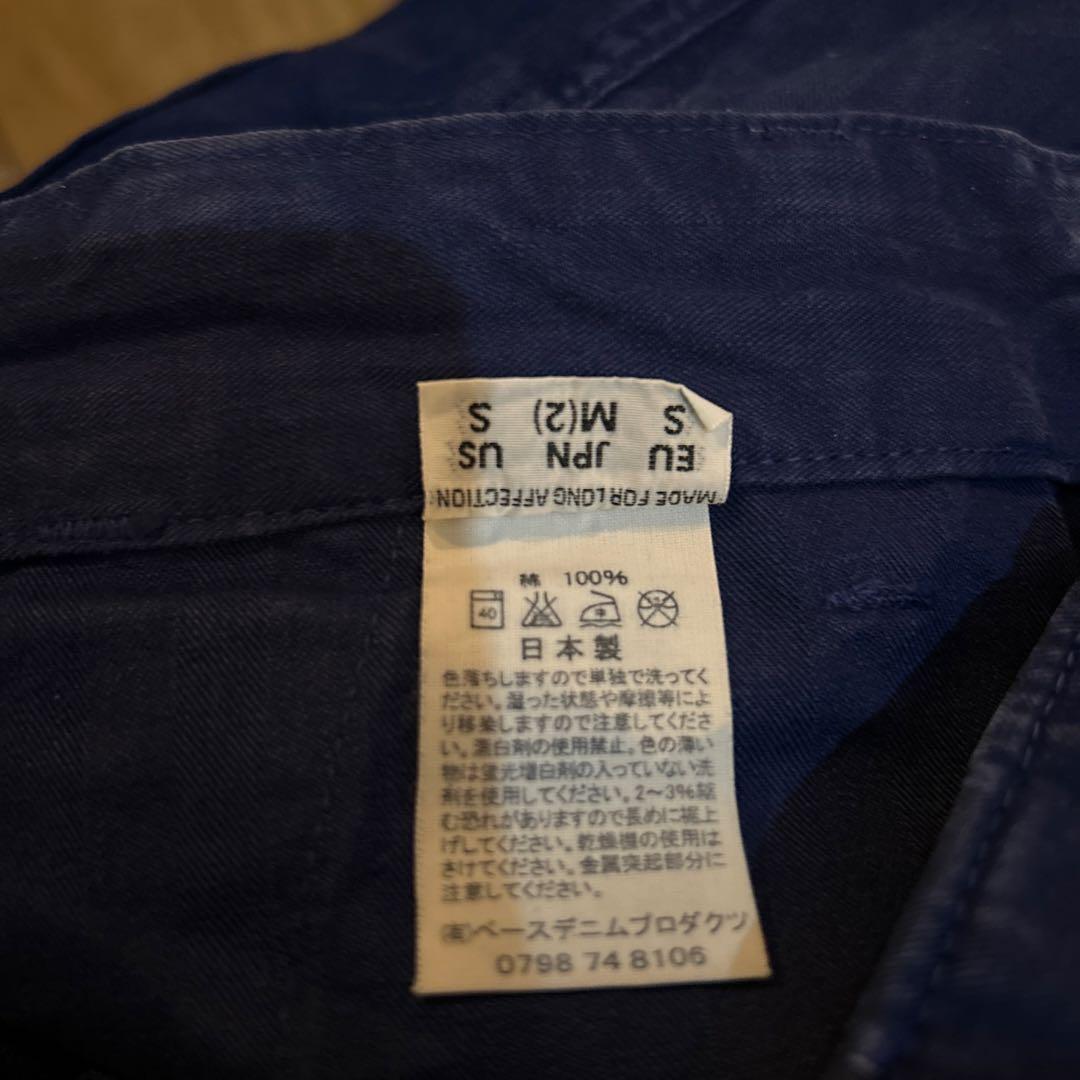 "MADE FOR LONG AFFECTION"
EU JPN US
S M(2) S
綿 100%
40 中
日本製
色落ちしますので単独で洗ってく
ださい。湿った状態や摩擦等によ
り移染しますので注意してくださ
い。漂白剤の使用禁止。色の薄い
物は蛍光増白剤の入っていない洗
剤を使用してください。2〜3%縮
む恐れがありますので長めに裾上
げしてください。乾燥機の使用は
さけてください。金属突起部分に
注意してください。
(有)ベースデニムプロダクツ
0798 74 8106